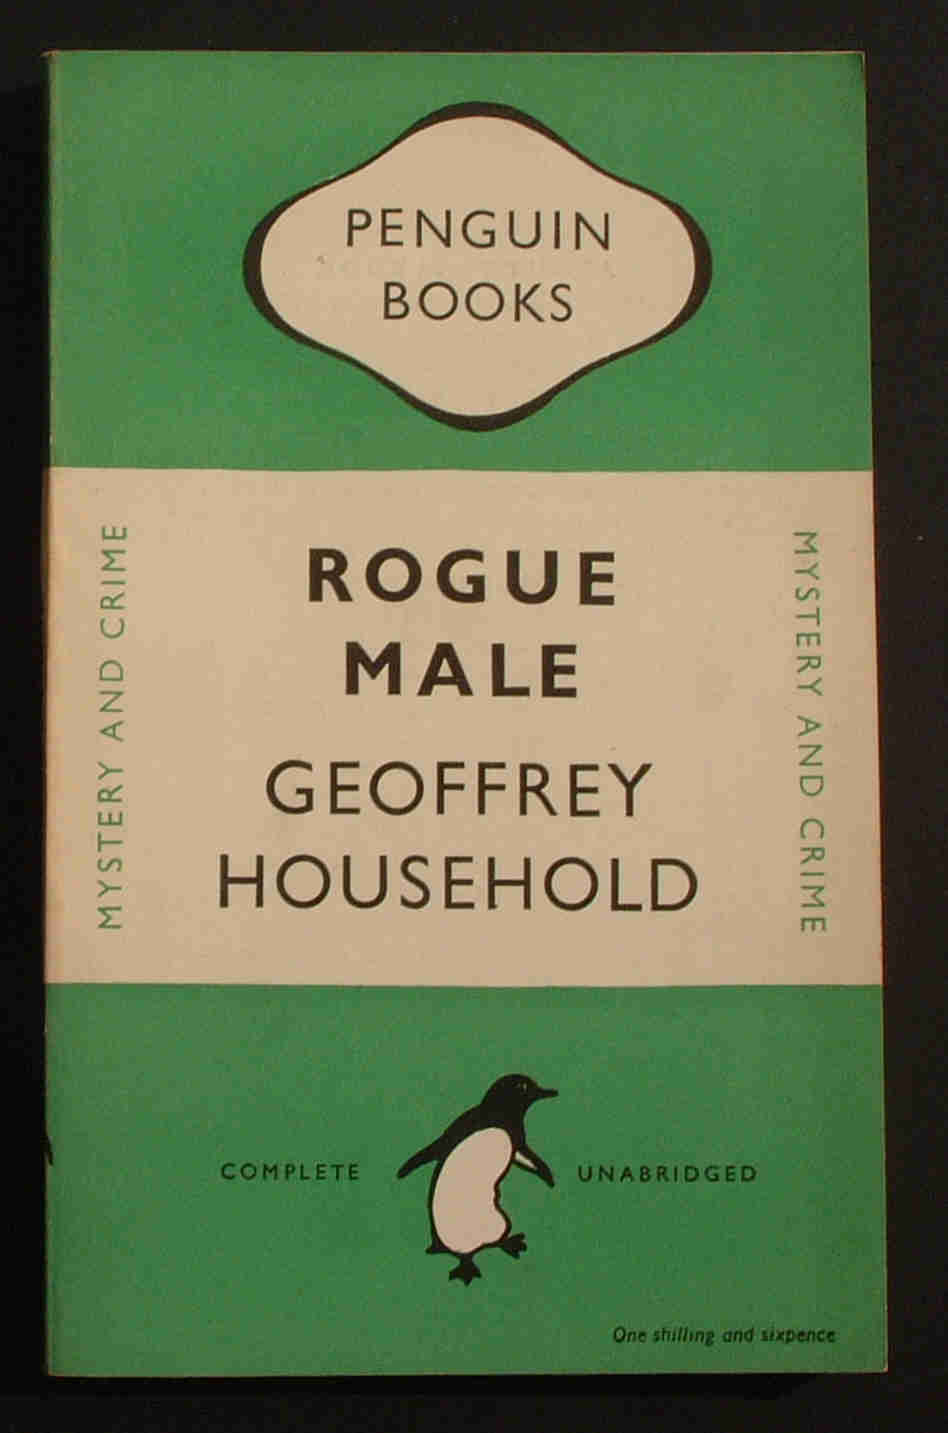 PENGUIN
BOOKS
MYSTERY AND CRIME
ROGUE
MALE
GEOFFREY
HOUSEHOLD
MYSTERY AND CRIME
COMPLETE
UNABRIDGED
One shilling and sixpence